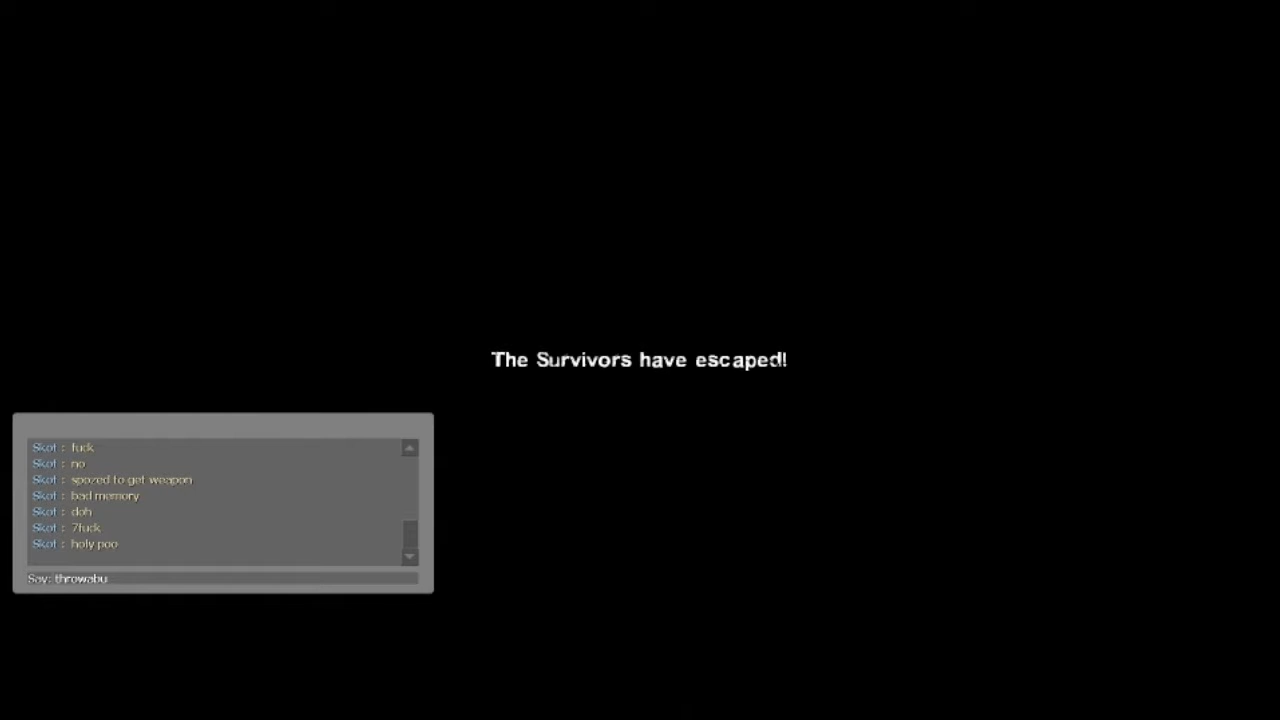 The Survivors have escaped!
Skot : fuck
Skot : no
Skot : spozed to get weapon
Skot : bad memory
Skot : doh
Skot : 7fuck
Skot : holy poo
Say: throwabu